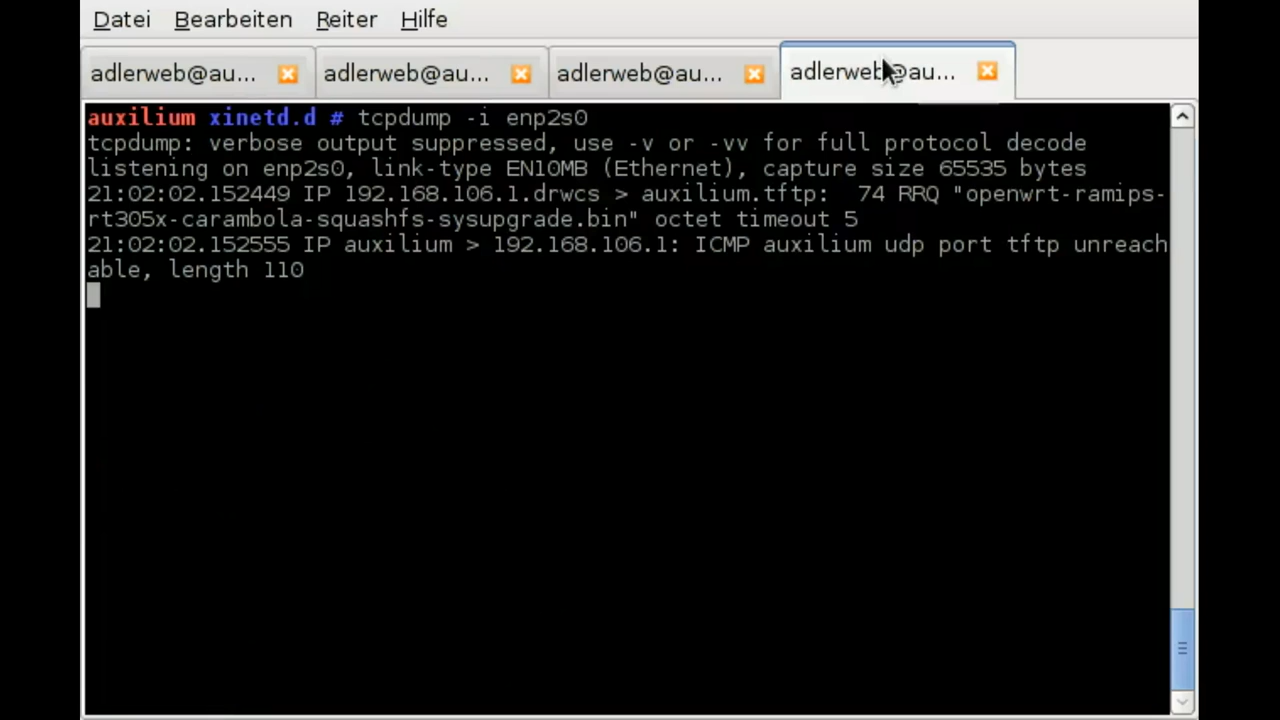 Datei Bearbeiten Reiter Hilfe
adlerweb@au... adlerweb@au... adlerweb@au... adlerweb@au...
auxilium xinetd.d # tcpdump -i enp2s0
tcpdump: verbose output suppressed, use -v or -vv for full protocol decode
listening on enp2s0, link-type EN10MB (Ethernet), capture size 65535 bytes
21:02:02.152449 IP 192.168.106.1.drwcs > auxilium.tftp:  74 RRQ "openwrt-ramips-
rt305x-carambola-squashfs-sysupgrade.bin" octet timeout 5
21:02:02.152555 IP auxilium > 192.168.106.1: ICMP auxilium udp port tftp unreach
able, length 110